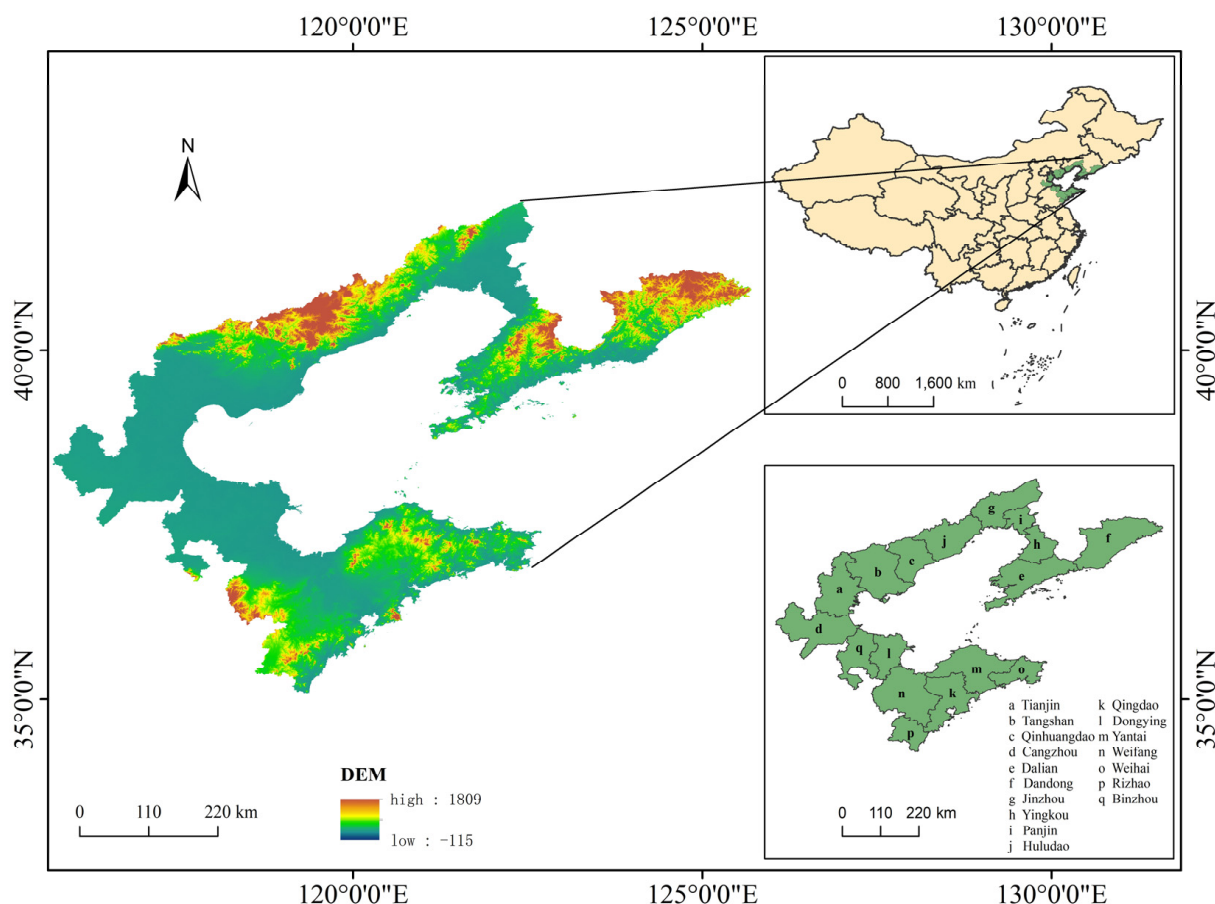 120°0'0"E 125°0'0"E 130°0'0"E
N
40°0'0"N
40°0'0"N
0 800 1,600 km
g
i
j
h
f
b
c
e
a
d
q
l
m
o
n
k
p
35°0'0"N
35°0'0"N
a Tianjin k Qingdao
b Tangshan l Dongying
c Qinhuangdao m Yantai
d Cangzhou n Weifang
e Dalian o Weihai
f Dandong p Rizhao
g Jinzhou q Binzhou
h Yingkou
i Panjin
j Huludao
DEM
high : 1809
low : -115
0 110 220 km
0 110 220 km
120°0'0"E 125°0'0"E 130°0'0"E